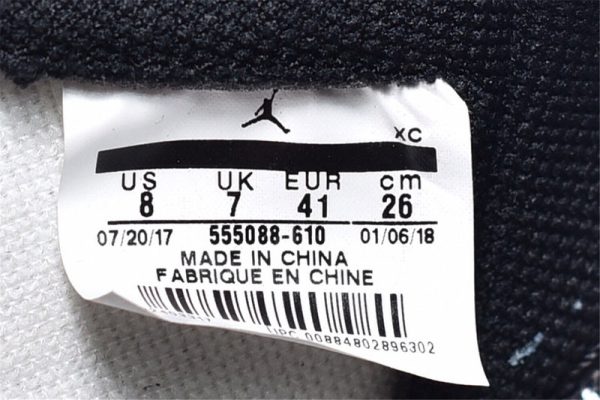 XC
US UK EUR cm
8 7 41 26
07/20/17 555088-610 01/06/18
MADE IN CHINA
FABRIQUE EN CHINE
UPC 00884802896302